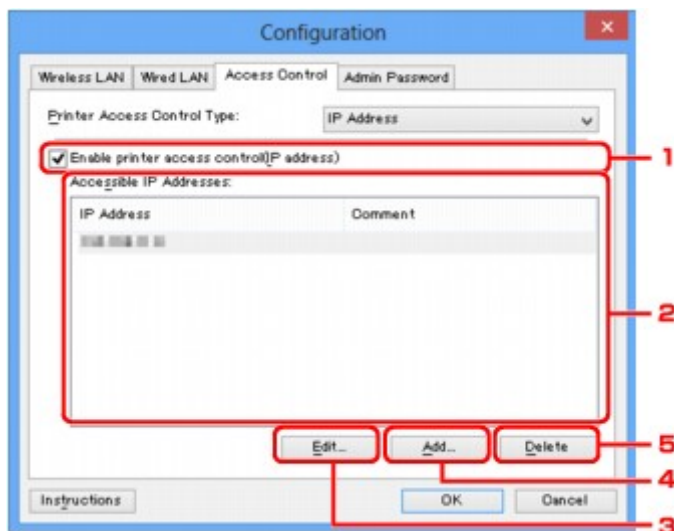 Configuration
Wireless LAN Wired LAN Access Control Admin Password
Printer Access Control Type: IP Address
Enable printer access control(IP address) 1
Accessible IP Addresses:
IP Address Comment
2
Edit... Add... Delete 5
4
Instructions OK Cancel
3